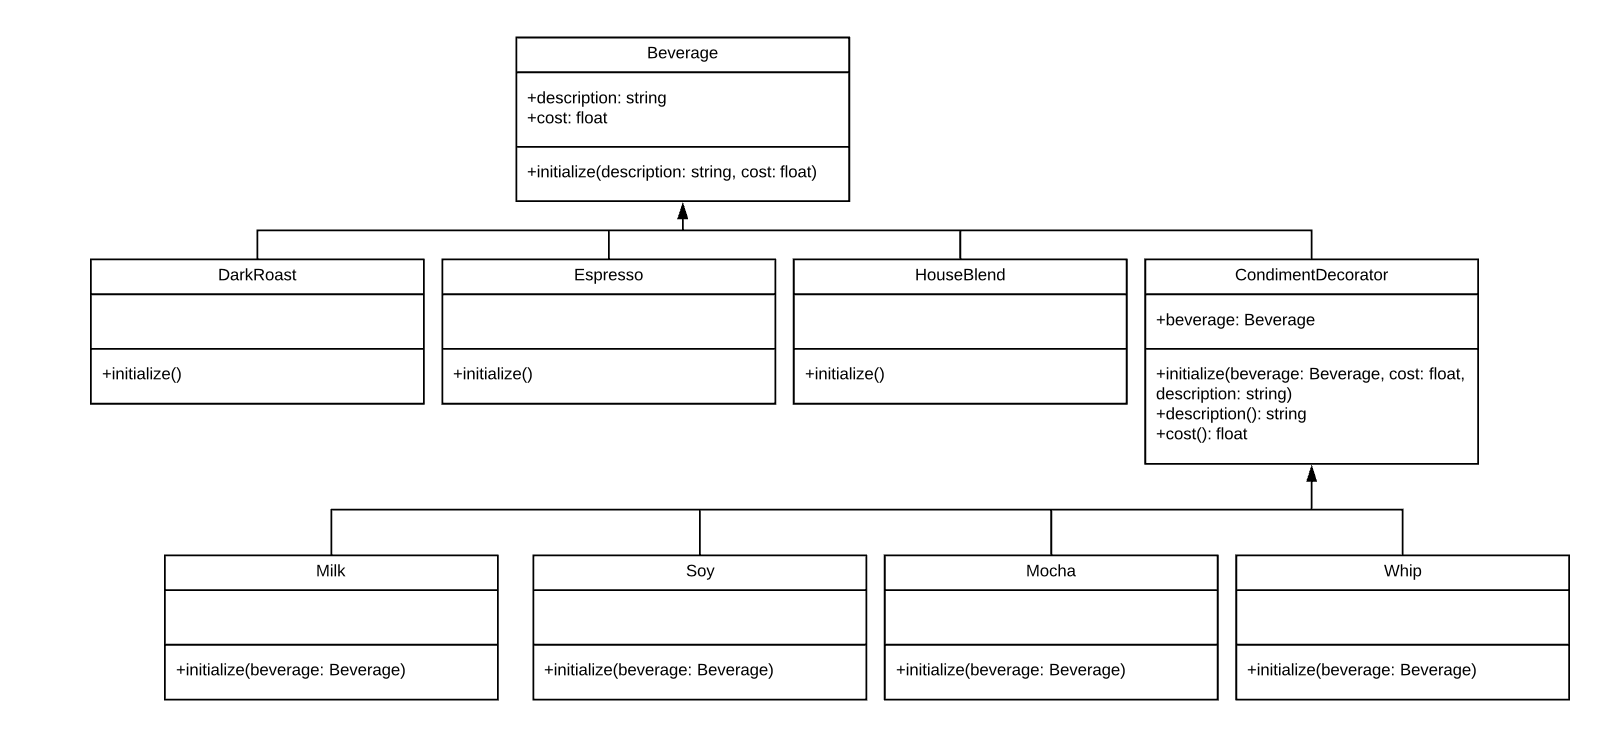 Beverage
+description: string
+cost: float
+initialize(description: string, cost: float)
DarkRoast
+initialize()
Espresso
+initialize()
HouseBlend
+initialize()
CondimentDecorator
+beverage: Beverage
+initialize(beverage: Beverage, cost: float,
description: string)
+description(): string
+cost(): float
Milk
+initialize(beverage: Beverage)
Soy
+initialize(beverage: Beverage)
Mocha
+initialize(beverage: Beverage)
Whip
+initialize(beverage: Beverage)